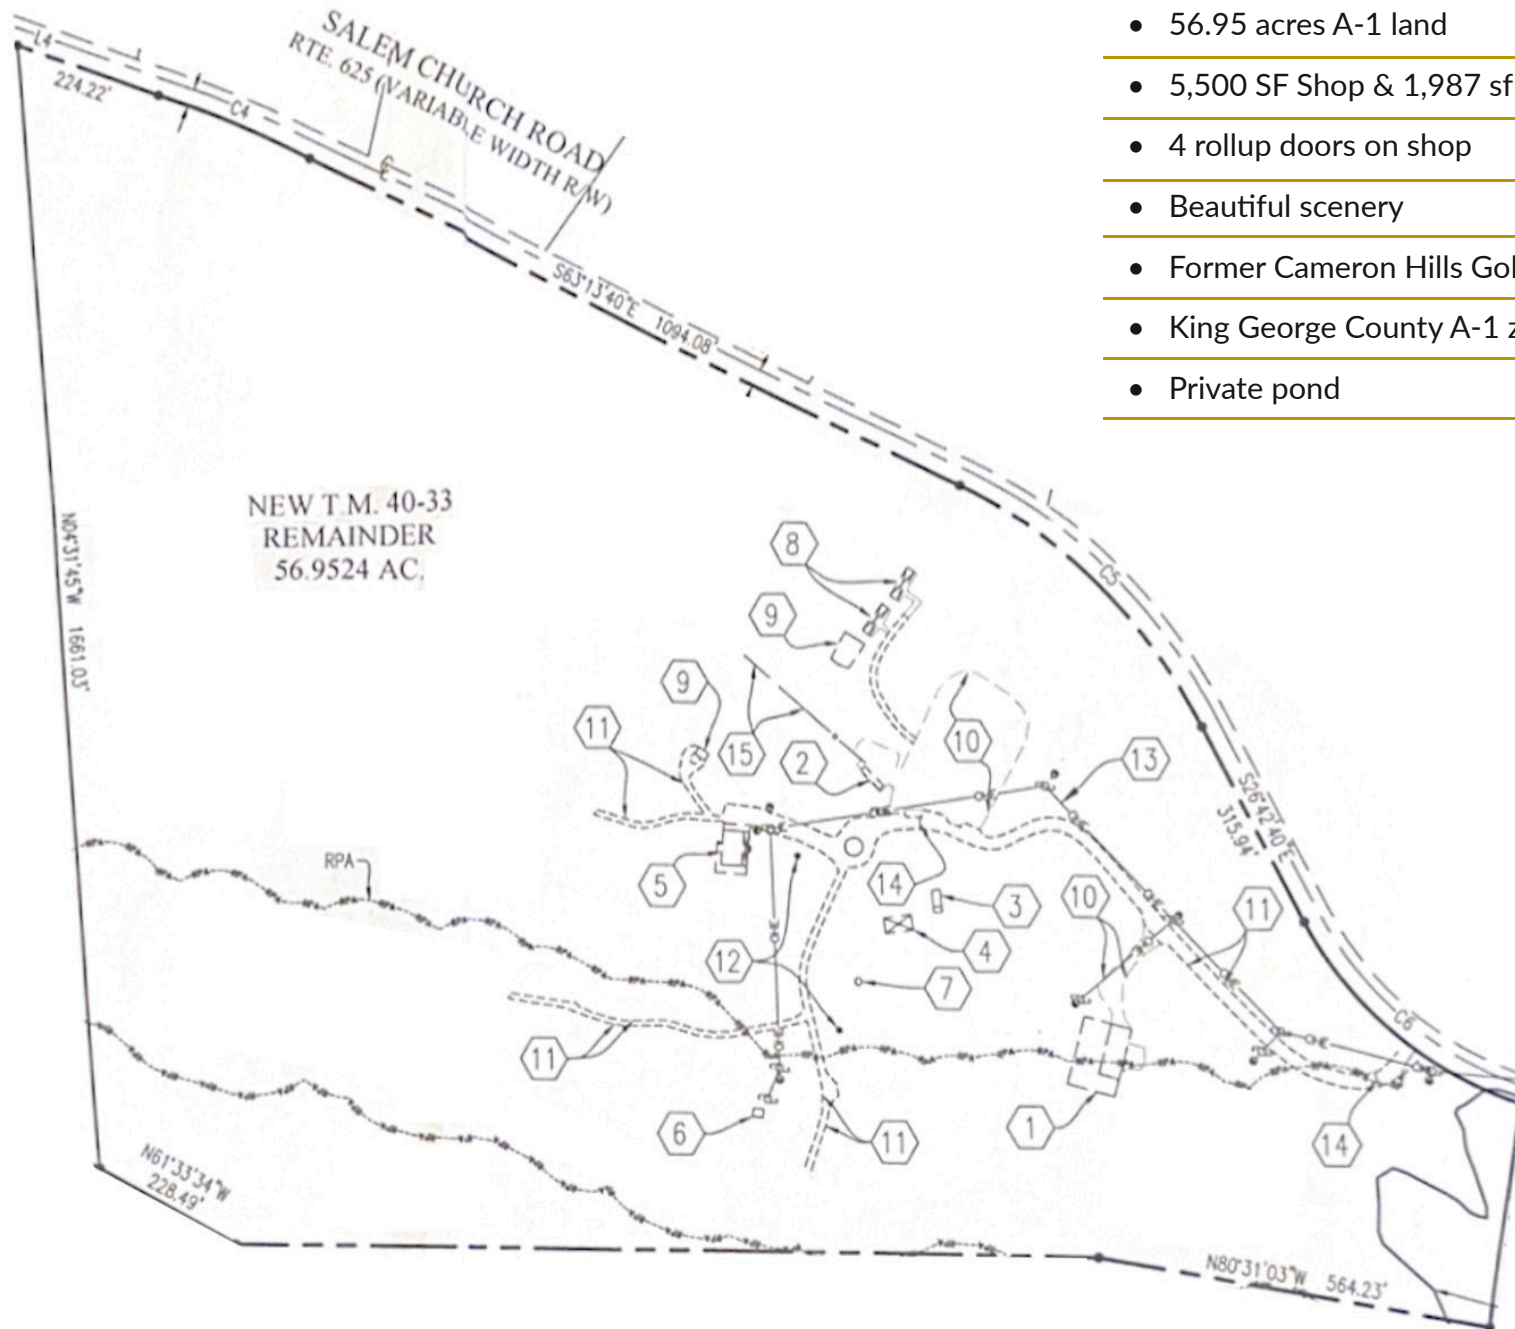 • 56.95 acres A-1 land
• 5,500 SF Shop & 1,987 sf
• 4 rollup doors on shop
• Beautiful scenery
• Former Cameron Hills Gol
• King George County A-1 z
• Private pond
SALEM CHURCH ROAD
RTE. 625 (VARIABLE WIDTH R/W)
L4
224.22'
C4
S63°13'40"E 1094.08'
NEW T.M. 40-33
REMAINDER
56.9524 AC.
N04°31'45"W 1661.03'
C5
8
9
9
11
15
2
10
13
S26°42'40"E
315.94'
RPA
5
14
3
10
11
4
12
7
C6
11
6
11
1
14
N61°33'34"W
228.49'
N80°31'03"W 564.23'